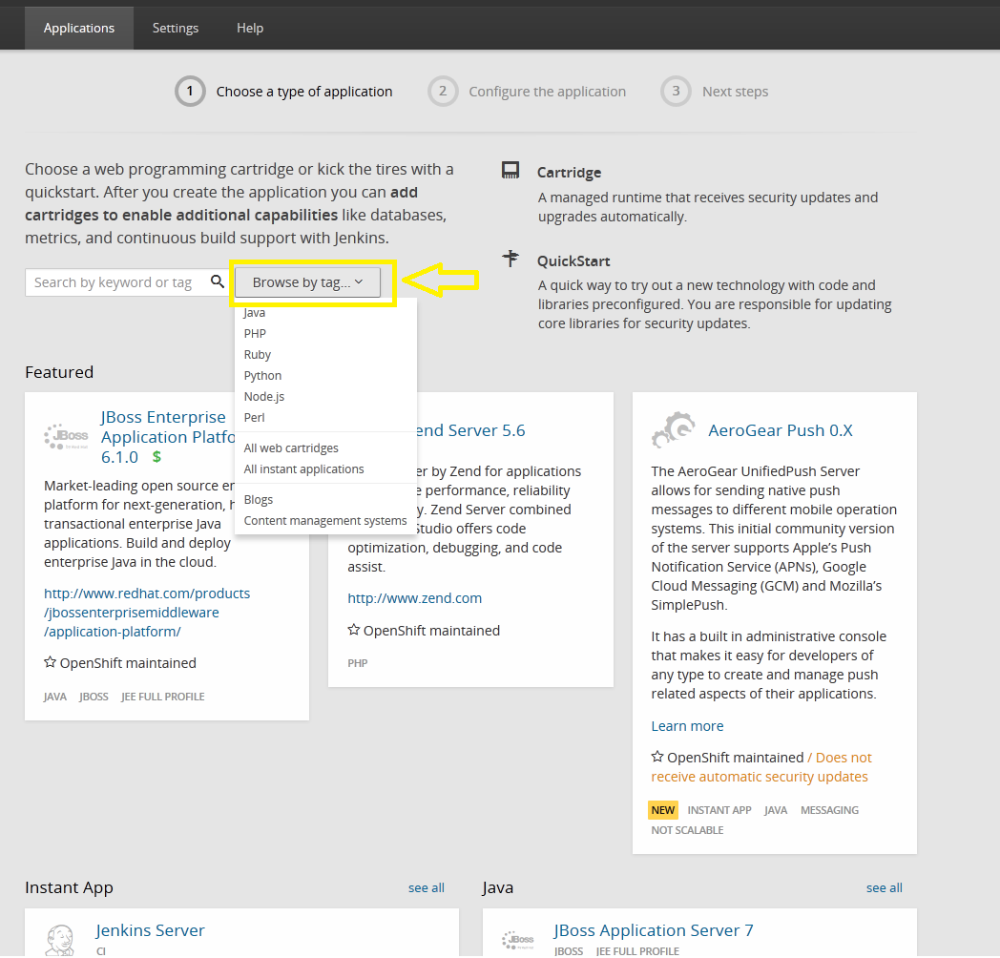 Applications
Settings
Help
1
Choose a type of application
2
Configure the application
3
Next steps
Choose a web programming cartridge or kick the tires with a
quickstart. After you create the application you can add
cartridges to enable additional capabilities like databases,
metrics, and continuous build support with Jenkins.
Cartridge
A managed runtime that receives security updates and
upgrades automatically.
QuickStart
A quick way to try out a new technology with code and
libraries preconfigured. You are responsible for updating
core libraries for security updates.
Search by keyword or tag
Browse by tag...
Java
PHP
Ruby
Python
Node.js
Perl
All web cartridges
All instant applications
Blogs
Content management systems
Featured
JBoss
JBoss Enterprise
Application Platfo
6.1.0 $
Market-leading open source en
platform for next-generation, h
transactional enterprise Java
applications. Build and deploy
enterprise Java in the cloud.
http://www.redhat.com/products
/jbossenterprisemiddleware
/application-platform/
OpenShift maintained
JAVA JBOSS JEE FULL PROFILE
end Server 5.6
er by Zend for applications
e performance, reliability
y. Zend Server combined
Studio offers code
optimization, debugging, and code
assist.
http://www.zend.com
OpenShift maintained
PHP
AeroGear Push 0.X
The AeroGear UnifiedPush Server
allows for sending native push
messages to different mobile operation
systems. This initial community version
of the server supports Apple’s Push
Notification Service (APNs), Google
Cloud Messaging (GCM) and Mozilla’s
SimplePush.
It has a built in administrative console
that makes it easy for developers of
any type to create and manage push
related aspects of their applications.
Learn more
OpenShift maintained / Does not
receive automatic security updates
NEW INSTANT APP JAVA MESSAGING
NOT SCALABLE
Instant App
see all
Jenkins Server
CI
Java
see all
JBoss
JBoss Application Server 7
JBOSS JEE FULL PROFILE